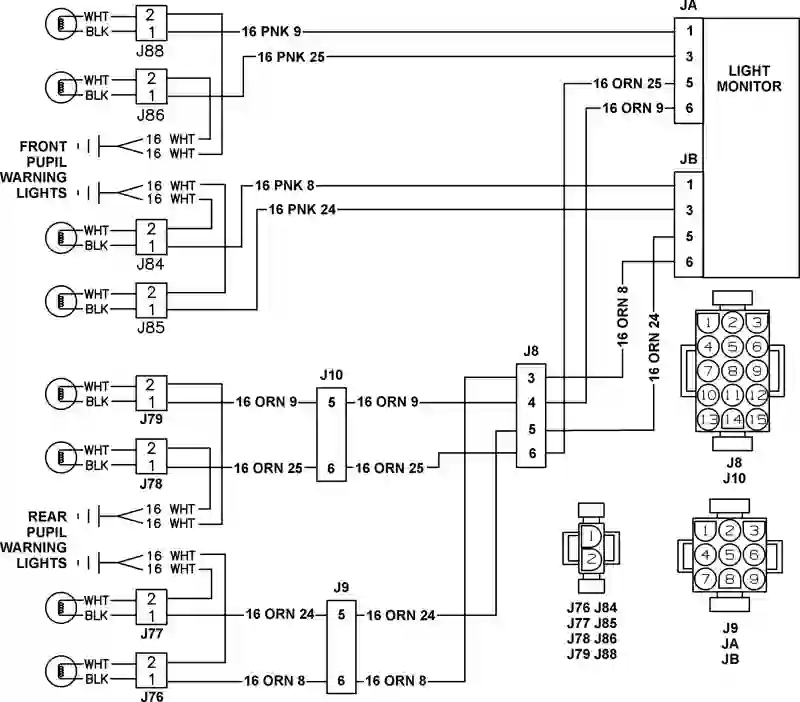 JA
WHT 2
BLK 1
J88
16 PNK 9
1
16 PNK 25
3
LIGHT
MONITOR
WHT 2
BLK 1
J86
16 ORN 25
5
16 ORN 9
6
FRONT
PUPIL
WARNING
LIGHTS
16 WHT
16 WHT
16 WHT
16 WHT
JB
16 PNK 8
1
16 PNK 24
3
5
6
WHT 2
BLK 1
J84
WHT 2
BLK 1
J85
16 ORN 8
16 ORN 24
1 2 3
4 5 6
7 8 9
10 11 12
13 14 15
J8
J10
J10
J8
WHT 2
BLK 1
J79
16 ORN 9
5
16 ORN 9
3
4
5
6
WHT 2
BLK 1
J78
16 ORN 25
6
16 ORN 25
REAR
PUPIL
WARNING
LIGHTS
16 WHT
16 WHT
16 WHT
16 WHT
1
2
J76 J84
J77 J85
J78 J86
J79 J88
1 2 3
4 5 6
7 8 9
J9
JA
JB
J9
WHT 2
BLK 1
J77
16 ORN 24
5
16 ORN 24
WHT 2
BLK 1
J76
16 ORN 8
6
16 ORN 8